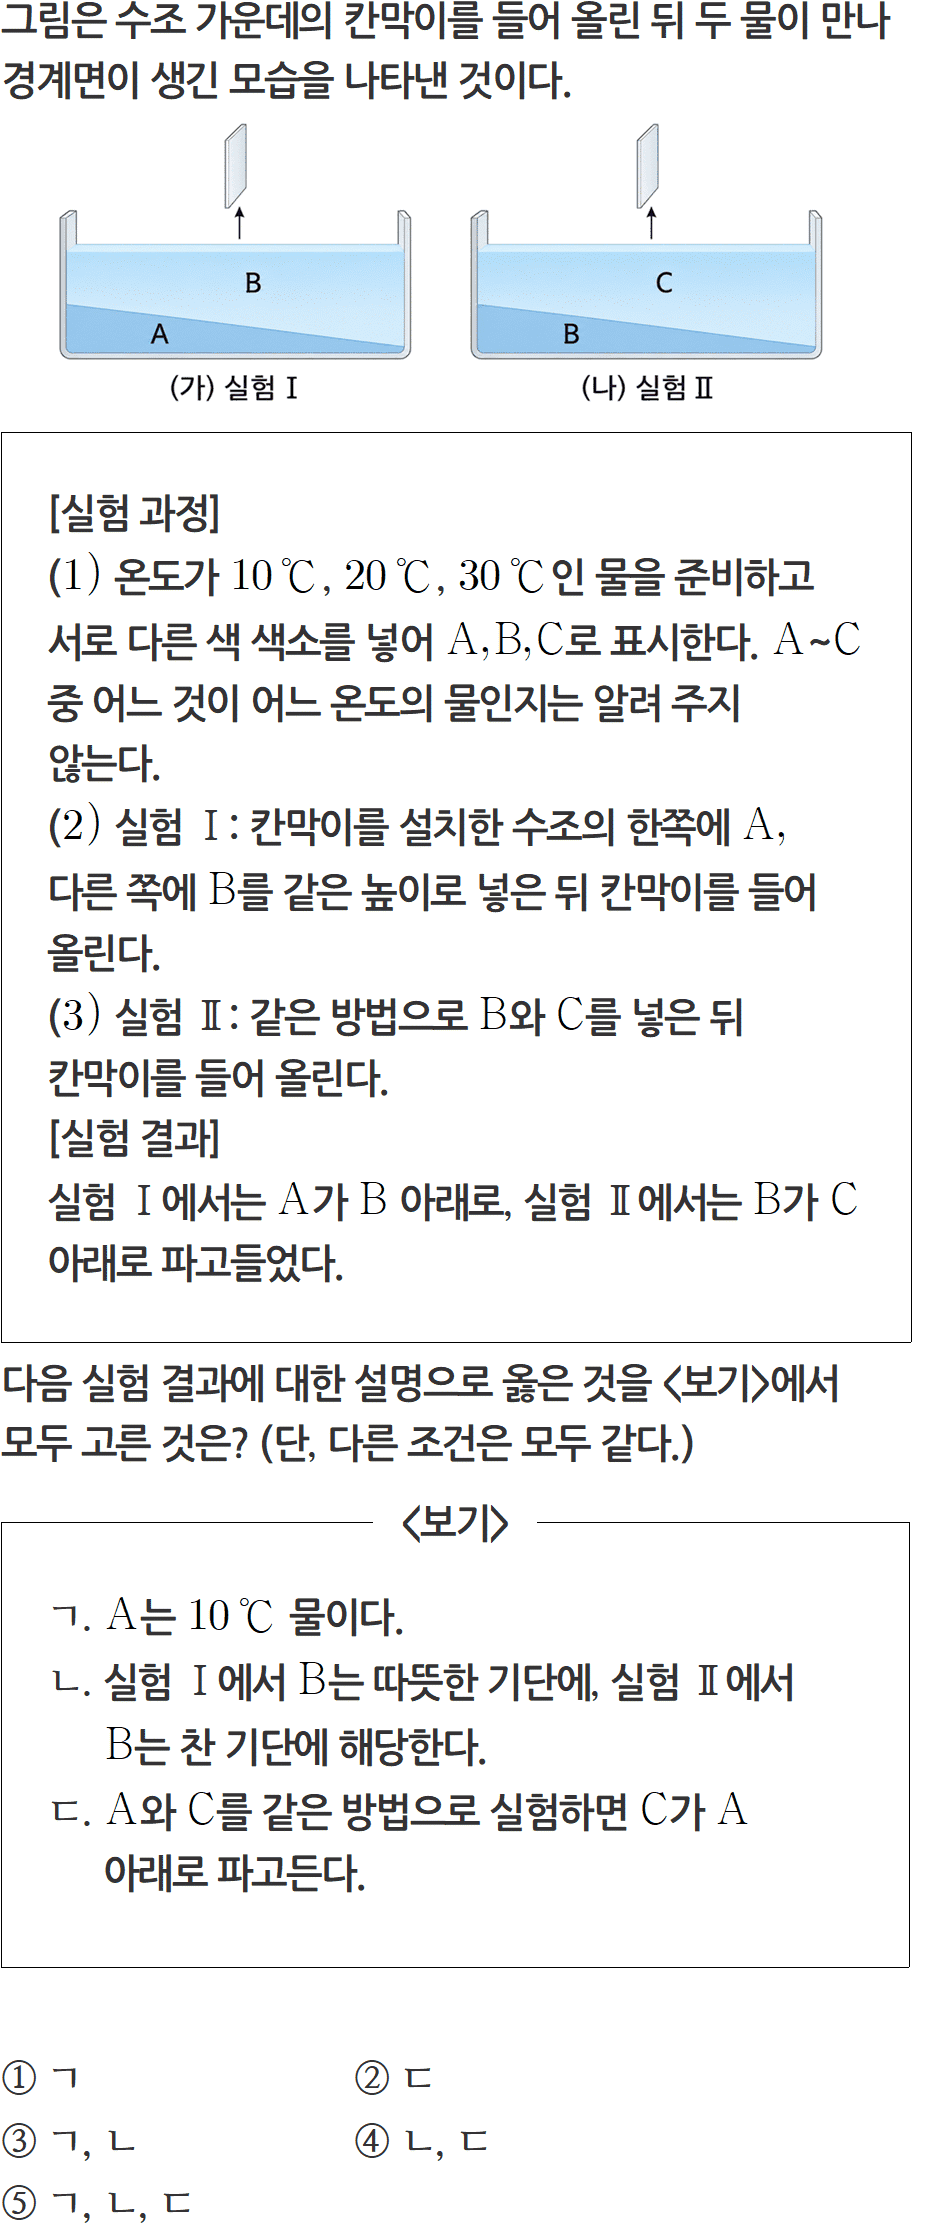 그림은 수조 가운데의 칸막이를 들어 올린 뒤 두 물이 만나
경계면이 생긴 모습을 나타낸 것이다.
B
A
(가) 실험 Ⅰ
C
B
(나) 실험 Ⅱ
[실험 과정]
(1) 온도가 10℃, 20℃, 30℃인 물을 준비하고
서로 다른 색 색소를 넣어 A,B,C로 표시한다. A~C
중 어느 것이 어느 온도의 물인지는 알려 주지
않는다.
(2) 실험 Ⅰ: 칸막이를 설치한 수조의 한쪽에 A,
다른 쪽에 B를 같은 높이로 넣은 뒤 칸막이를 들어
올린다.
(3) 실험 Ⅱ: 같은 방법으로 B와 C를 넣은 뒤
칸막이를 들어 올린다.
[실험 결과]
실험 Ⅰ에서는 A가 B 아래로, 실험 Ⅱ에서는 B가 C
아래로 파고들었다.
다음 실험 결과에 대한 설명으로 옳은 것을 <보기>에서
모두 고른 것은? (단, 다른 조건은 모두 같다.)
<보기>
ㄱ. A는 10℃ 물이다.
ㄴ. 실험 Ⅰ에서 B는 따뜻한 기단에, 실험 Ⅱ에서
B는 찬 기단에 해당한다.
ㄷ. A와 C를 같은 방법으로 실험하면 C가 A
아래로 파고든다.
① ㄱ ② ㄷ
③ ㄱ, ㄴ ④ ㄴ, ㄷ
⑤ ㄱ, ㄴ, ㄷ